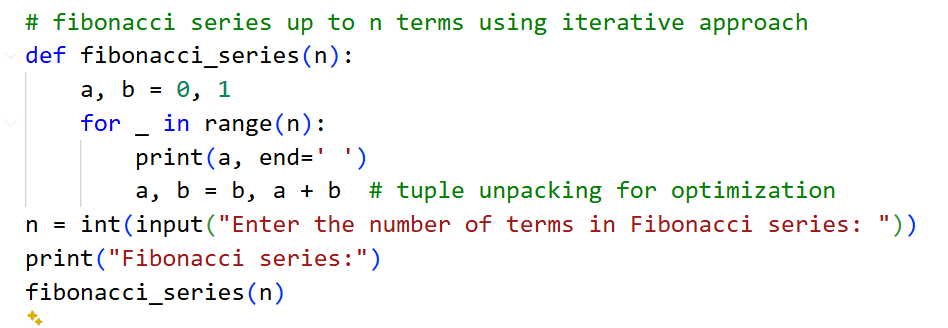 # fibonacci series up to n terms using iterative approach
def fibonacci_series(n):
    a, b = 0, 1
    for _ in range(n):
        print(a, end=' ')
        a, b = b, a + b  # tuple unpacking for optimization
n = int(input("Enter the number of terms in Fibonacci series: "))
print("Fibonacci series:")
fibonacci_series(n)